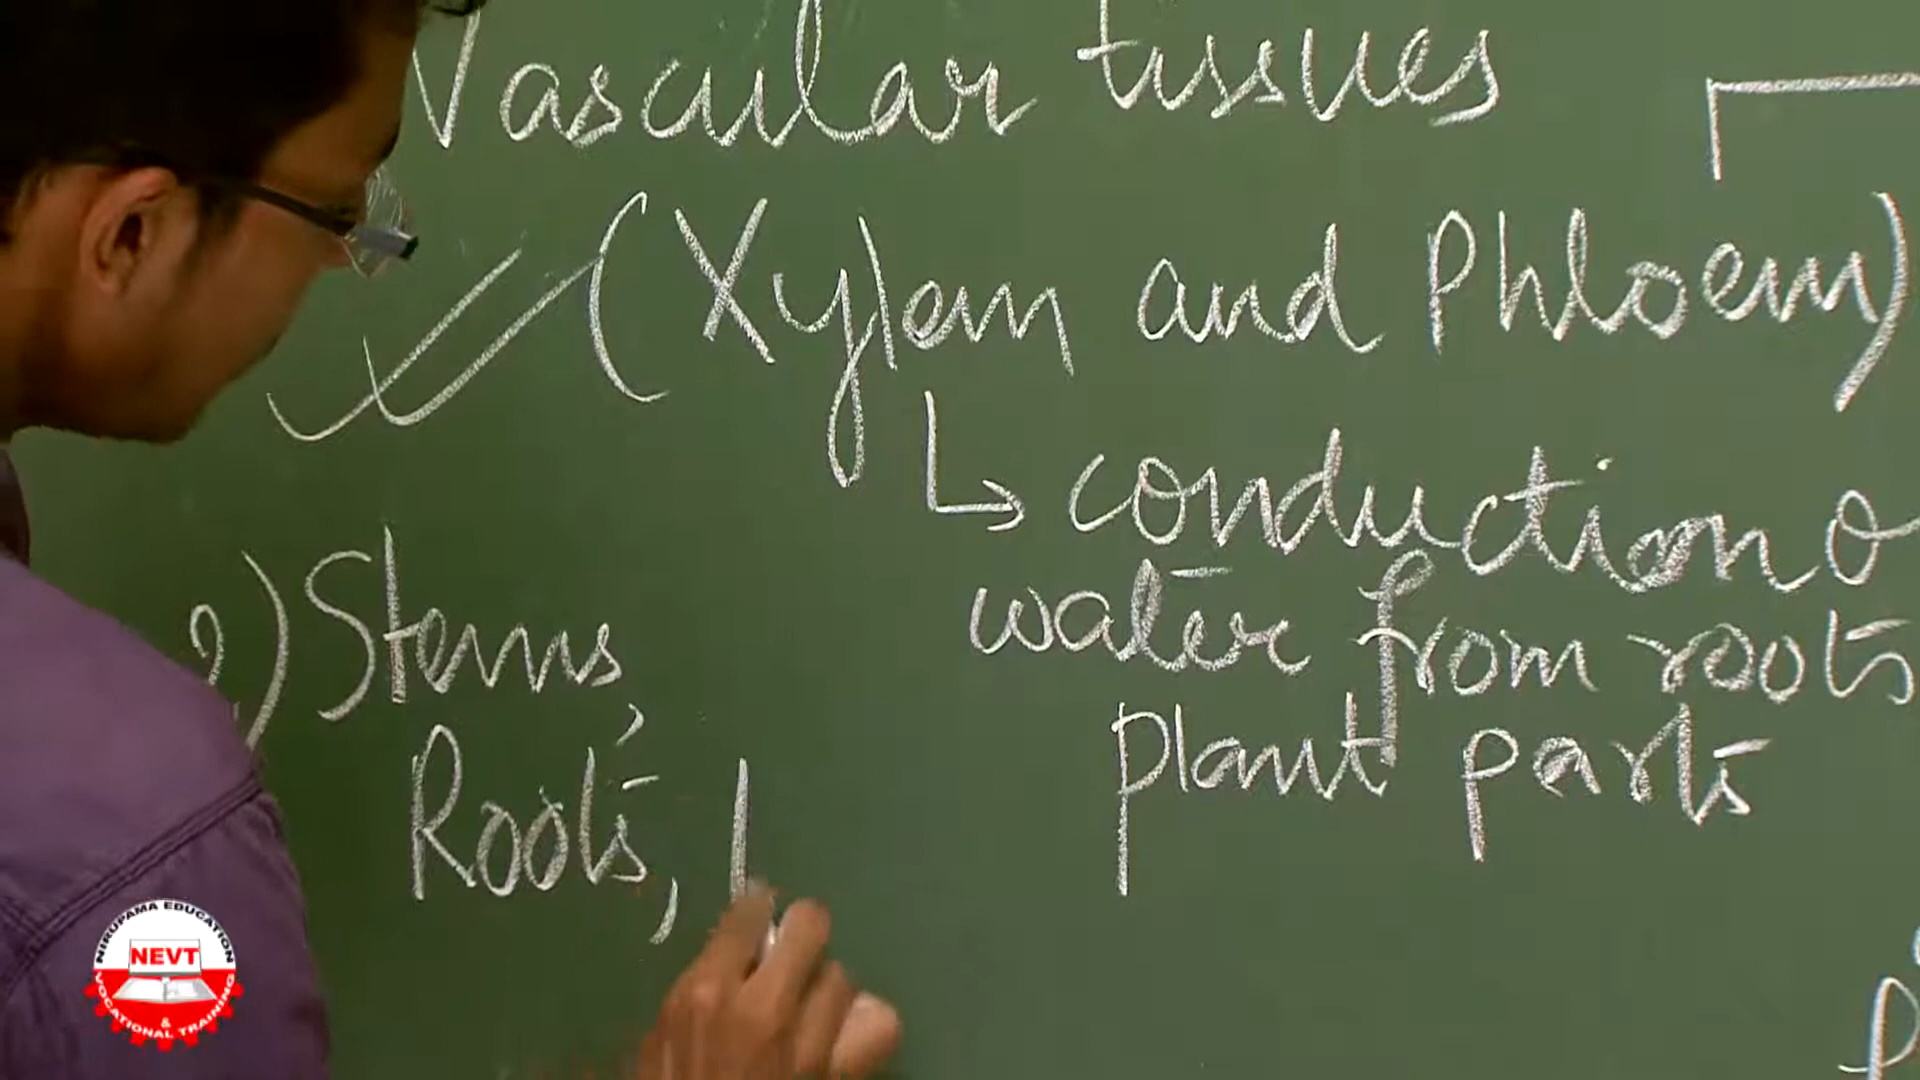 Vascular tissues
(Xylem and Phloem)
↳ conduction o
water from roots
plant parts
2) Stems,
Roots,
NIRUPAMA EDUCATION
NEVT
&
VOCATIONAL TRAINING